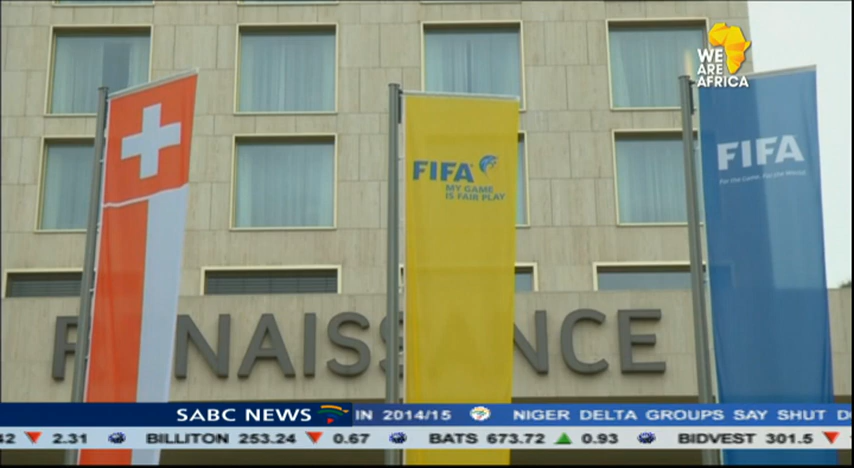 WE
ARE
AFRICA
FIFA
MY GAME
IS FAIR PLAY
FIFA
For the Game. For the World.
RENAISSANCE
SABC NEWS IN 2014/15 NIGER DELTA GROUPS SAY SHUT D
42 2.31 BILLITON 253.24 0.67 BATS 673.72 0.93 BIDVEST 301.5